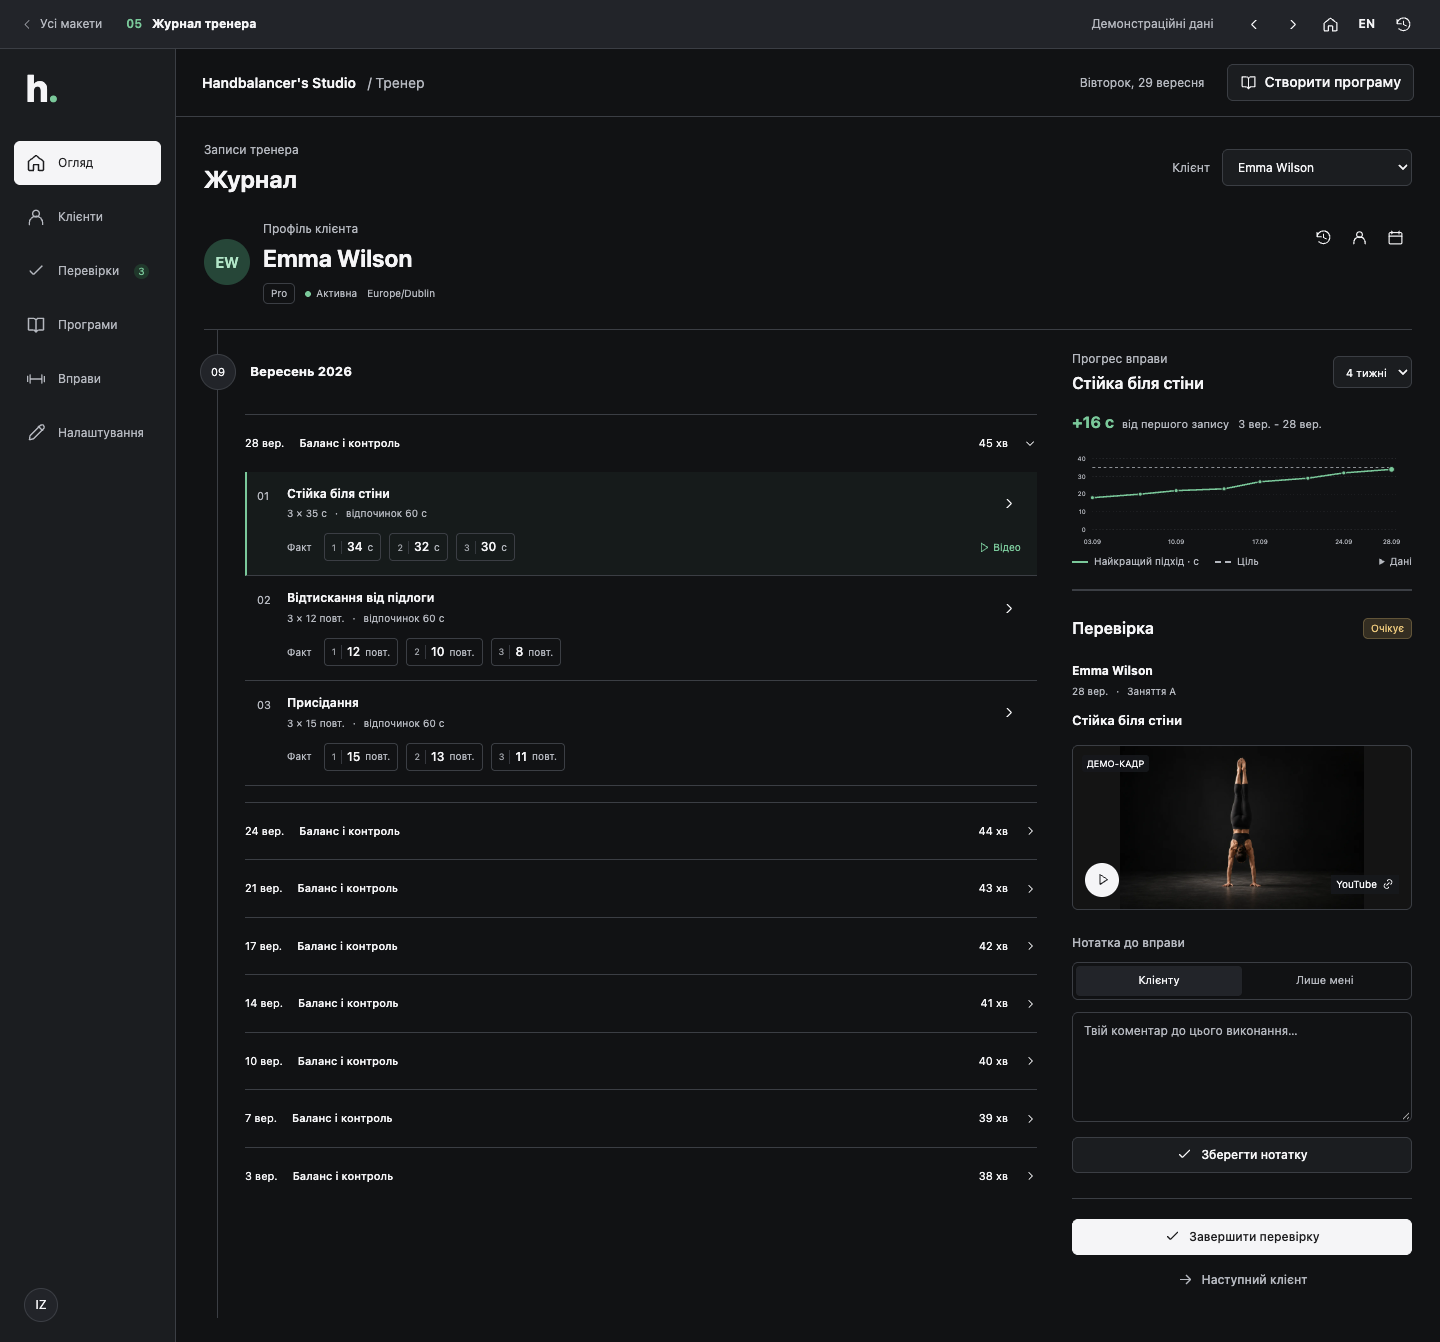 Усі макети
05 Журнал тренера
Демонстраційні дані
EN
h.
Огляд
Клієнти
Перевірки 3
Програми
Вправи
Налаштування
IZ
Handbalancer's Studio / Тренер
Вівторок, 29 вересня
Створити програму
Записи тренера
Журнал
Клієнт
Emma Wilson
EW
Профіль клієнта
Emma Wilson
Pro
Активна
Europe/Dublin
09
Вересень 2026
28 вер. Баланс і контроль 45 хв
01 Стійка біля стіни
3 × 35 с · відпочинок 60 с
Факт 1 34 с 2 32 с 3 30 с
Відео
02 Відтискання від підлоги
3 × 12 повт. · відпочинок 60 с
Факт 1 12 повт. 2 10 повт. 3 8 повт.
03 Присідання
3 × 15 повт. · відпочинок 60 с
Факт 1 15 повт. 2 13 повт. 3 11 повт.
24 вер. Баланс і контроль 44 хв
21 вер. Баланс і контроль 43 хв
17 вер. Баланс і контроль 42 хв
14 вер. Баланс і контроль 41 хв
10 вер. Баланс і контроль 40 хв
7 вер. Баланс і контроль 39 хв
3 вер. Баланс і контроль 38 хв
Прогрес вправи
Стійка біля стіни
4 тижні
+16 с від першого запису 3 вер. - 28 вер.
40
30
20
10
0
03.09 10.09 17.09 24.09 28.09
Найкращий підхід · с
Ціль
Дані
Перевірка
Очікує
Emma Wilson
28 вер. · Заняття A
Стійка біля стіни
ДЕМО-КАДР
YouTube
Нотатка до вправи
Клієнту
Лише мені
Твій коментар до цього виконання...
Зберегти нотатку
Завершити перевірку
Наступний клієнт